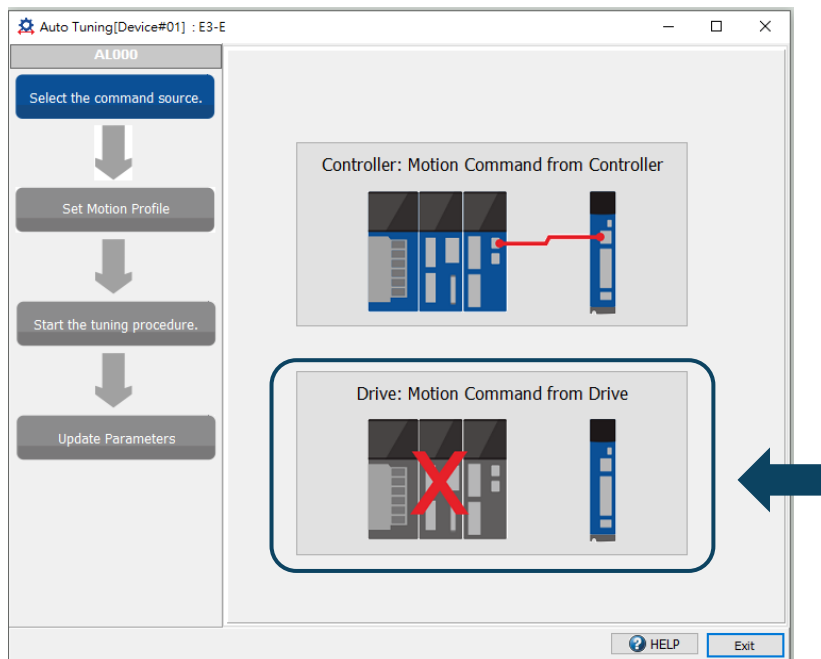 Auto Tuning[Device#01] : E3-E
AL000
Select the command source.
Set Motion Profile
Start the tuning procedure.
Update Parameters
Controller: Motion Command from Controller
Drive: Motion Command from Drive
X
HELP
Exit